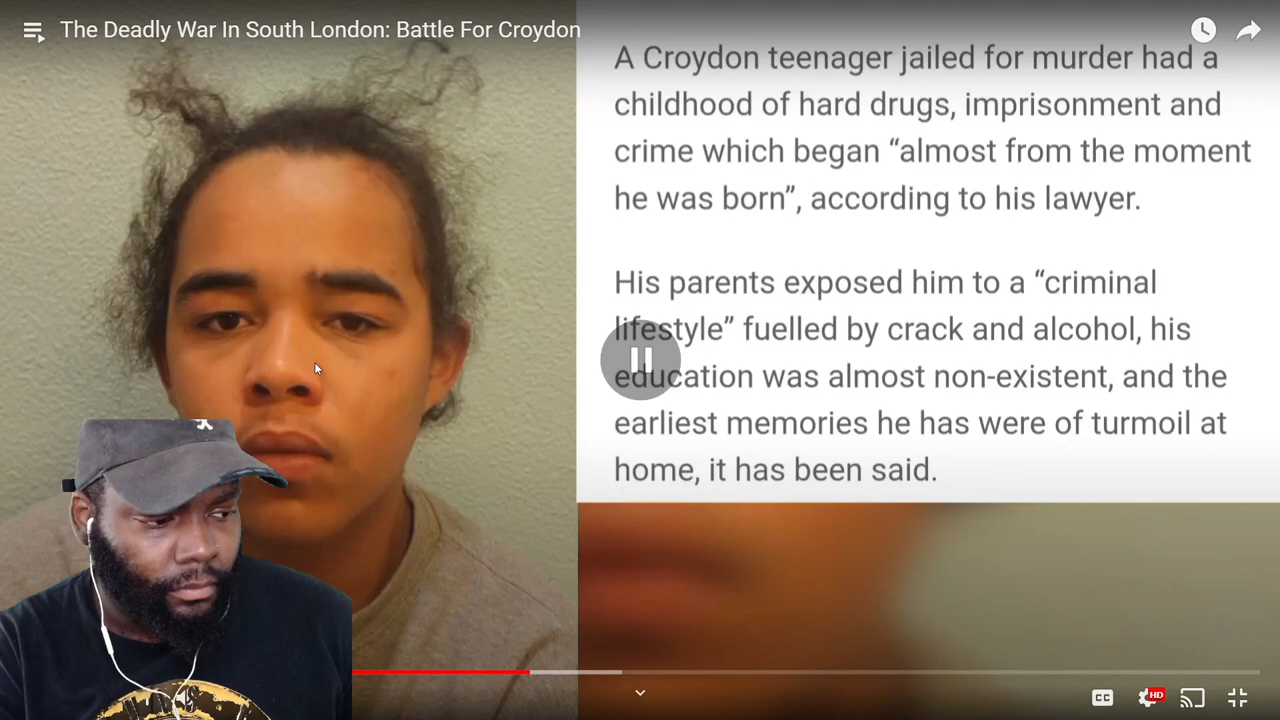 The Deadly War In South London: Battle For Croydon
A Croydon teenager jailed for murder had a
childhood of hard drugs, imprisonment and
crime which began “almost from the moment
he was born”, according to his lawyer.
His parents exposed him to a “criminal
lifestyle” fuelled by crack and alcohol, his
education was almost non-existent, and the
earliest memories he has were of turmoil at
home, it has been said.
CC
HD